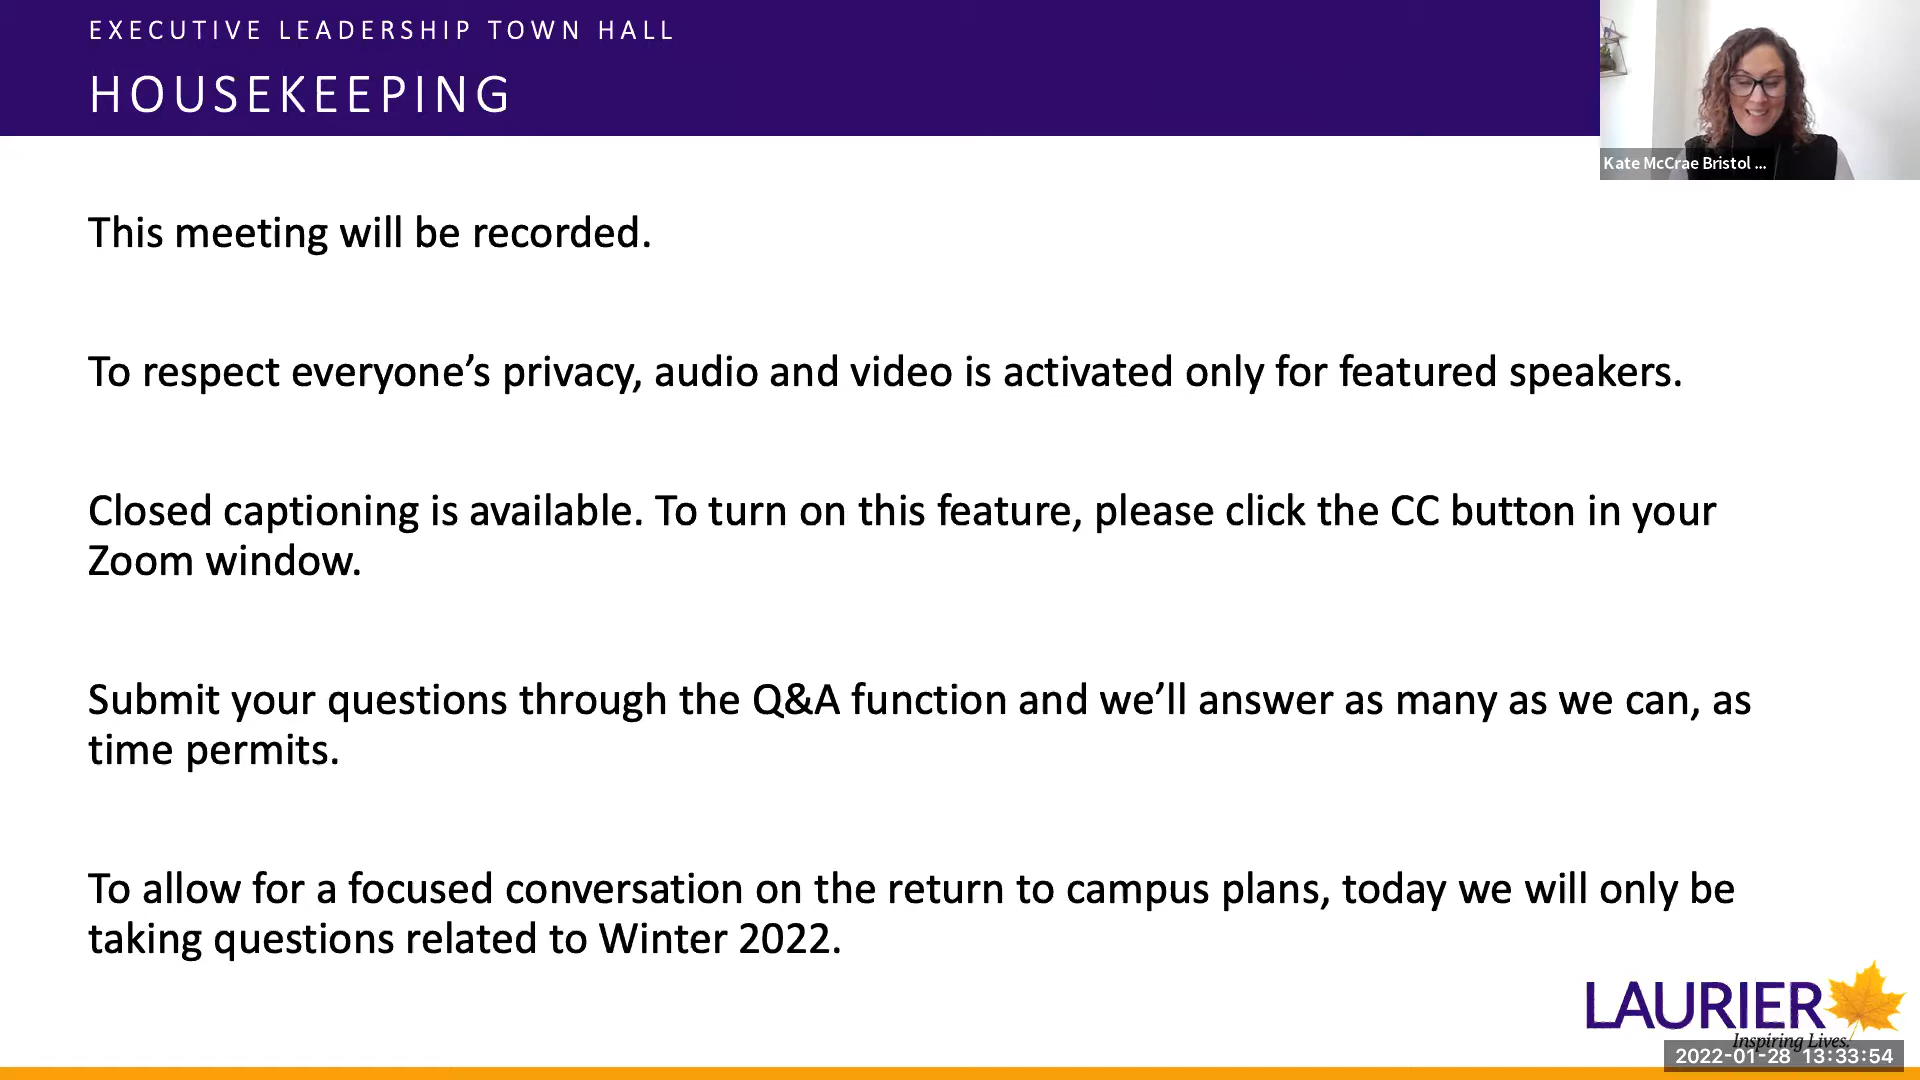 EXECUTIVE LEADERSHIP TOWN HALL
HOUSEKEEPING
Kate McCrae Bristol ...
This meeting will be recorded.
To respect everyone’s privacy, audio and video is activated only for featured speakers.
Closed captioning is available. To turn on this feature, please click the CC button in your
Zoom window.
Submit your questions through the Q&A function and we’ll answer as many as we can, as
time permits.
To allow for a focused conversation on the return to campus plans, today we will only be
taking questions related to Winter 2022.
LAURIER
Inspiring Lives.
2022-01-28 13:33:54